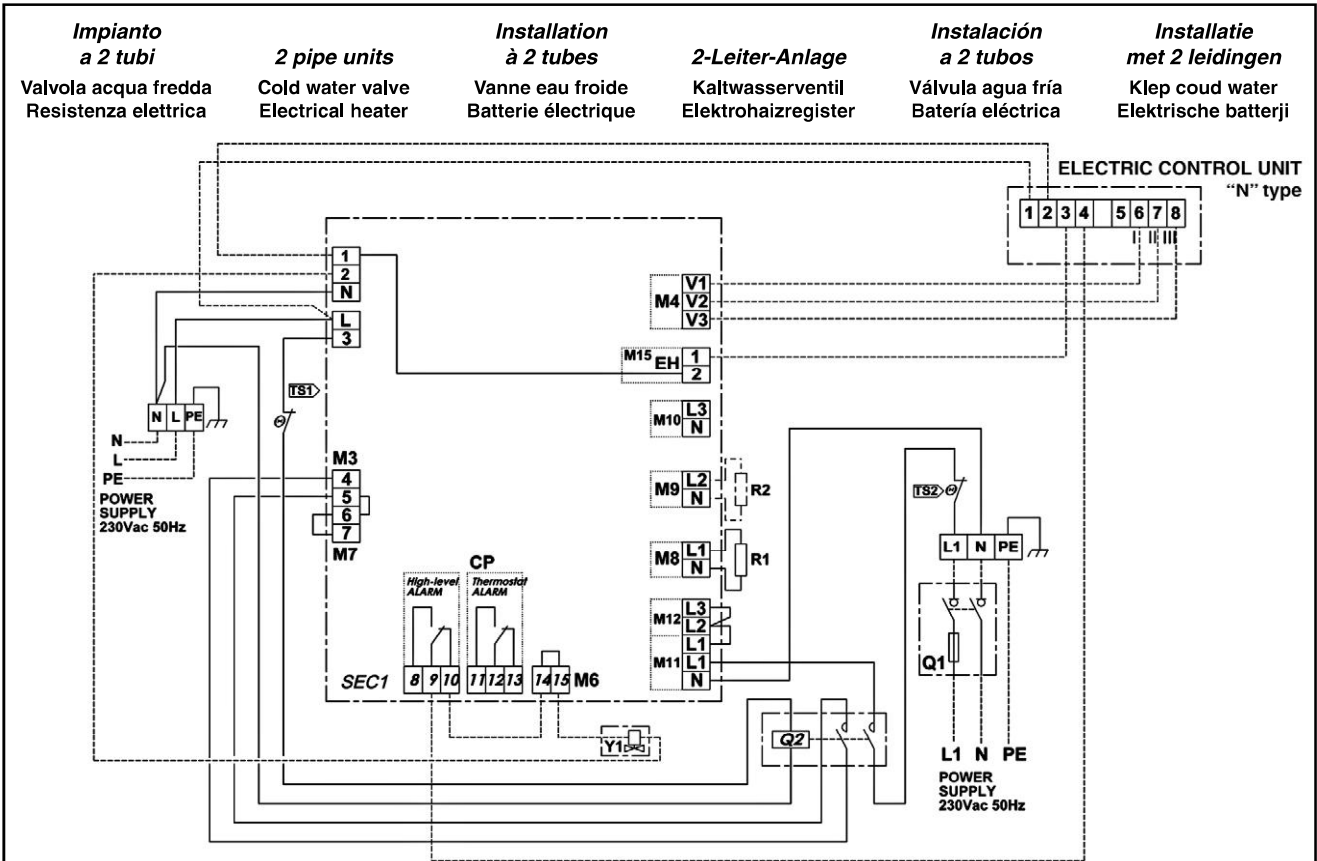 Impianto
a 2 tubi
Valvola acqua fredda
Resistenza elettrica
2 pipe units
Cold water valve
Electrical heater
Installation
à 2 tubes
Vanne eau froide
Batterie électrique
2-Leiter-Anlage
Kaltwasserventil
Elektrohaizregister
Instalación
a 2 tubos
Válvula agua fría
Batería eléctrica
Installatie
met 2 leidingen
Klep coud water
Elektrische batterji
ELECTRIC CONTROL UNIT
“N” type
1 2 3 4 5 6 7 8
I II III
1
2
N
L
3
TS1
N L PE
N
L
PE
POWER
SUPPLY
230Vac 50Hz
M3
4
5
6
7
M7
M4
V1
V2
V3
M15 EH
1
2
M10
L3
N
M9
L2
N
R2
M8
L1
N
R1
M12
L3
L2
L1
M11
L1
N
CP
High-level
ALARM
Thermostat
ALARM
SEC1
8 9 10
11 12 13
14 15 M6
Y1
Q2
TS2
L1 N PE
Q1
L1 N PE
POWER
SUPPLY
230Vac 50Hz